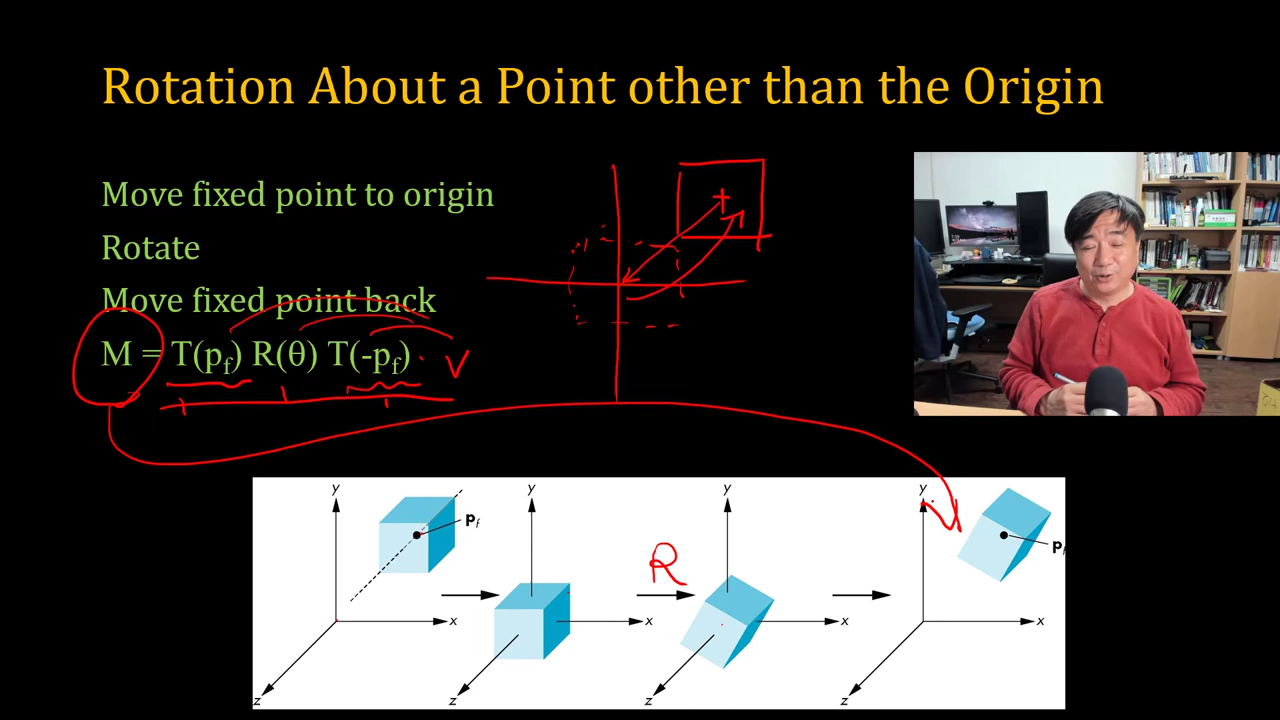 Rotation About a Point other than the Origin
Move fixed point to origin
Rotate
Move fixed point back
M = T(pf) R(θ) T(-pf) V
R
y
pf
x
z
y
x
z
y
x
z
y
pf
x
z